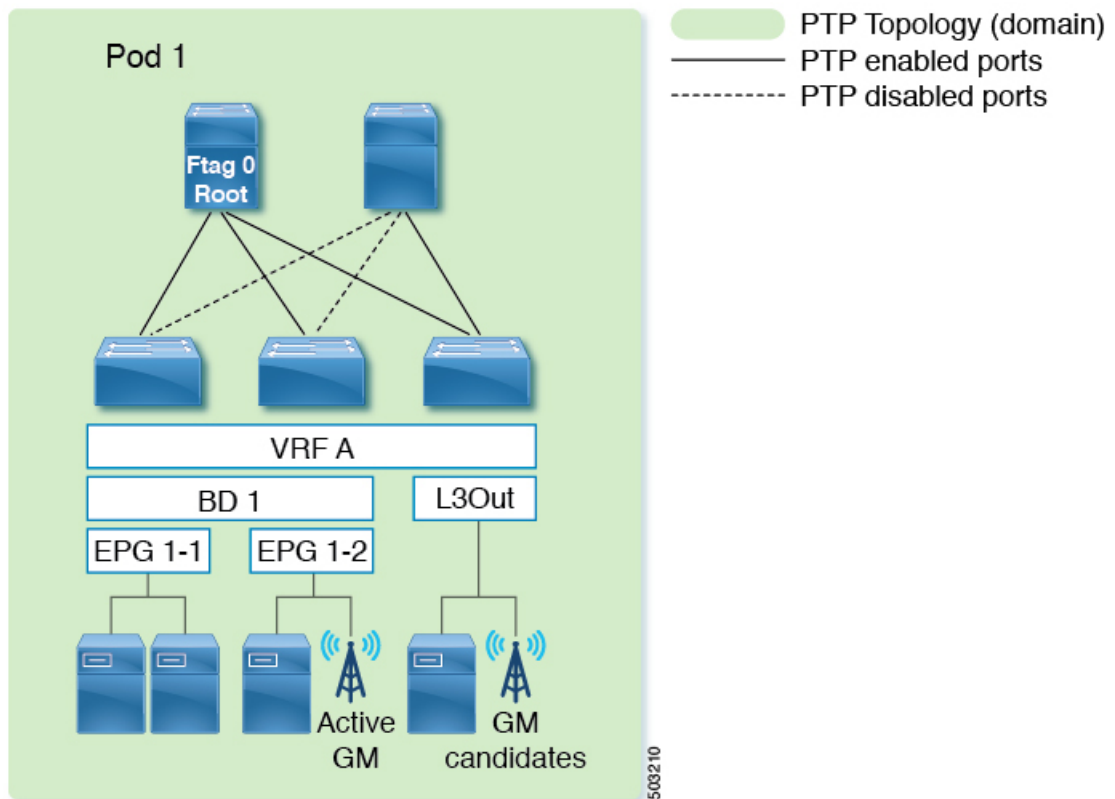 Pod 1
PTP Topology (domain)
PTP enabled ports
PTP disabled ports
Ftag 0
Root
VRF A
BD 1
L3Out
EPG 1-1
EPG 1-2
Active
GM
GM
candidates
503210